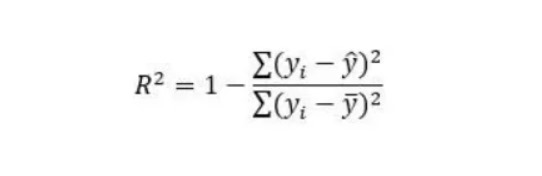 R² = 1 − Σ(yᵢ − ŷ)² / Σ(yᵢ − ȳ)²